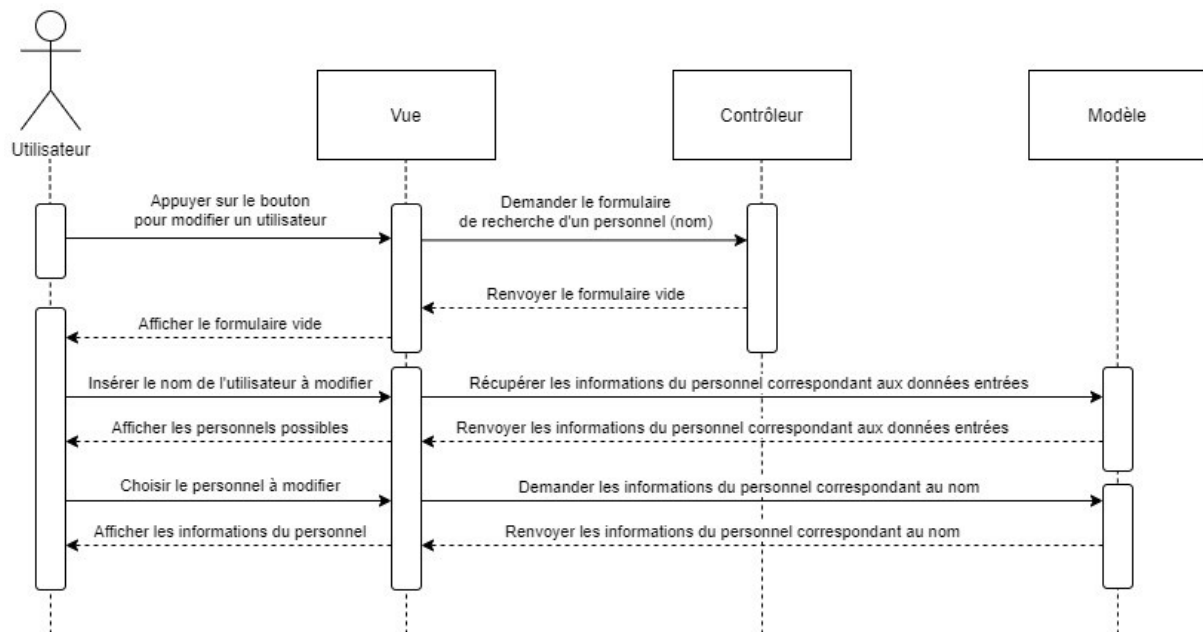 Utilisateur
Vue
Contrôleur
Modèle
Appuyer sur le bouton
pour modifier un utilisateur
Demander le formulaire
de recherche d'un personnel (nom)
Renvoyer le formulaire vide
Afficher le formulaire vide
Insérer le nom de l'utilisateur à modifier
Récupérer les informations du personnel correspondant aux données entrées
Afficher les personnels possibles
Renvoyer les informations du personnel correspondant aux données entrées
Choisir le personnel à modifier
Demander les informations du personnel correspondant au nom
Afficher les informations du personnel
Renvoyer les informations du personnel correspondant au nom